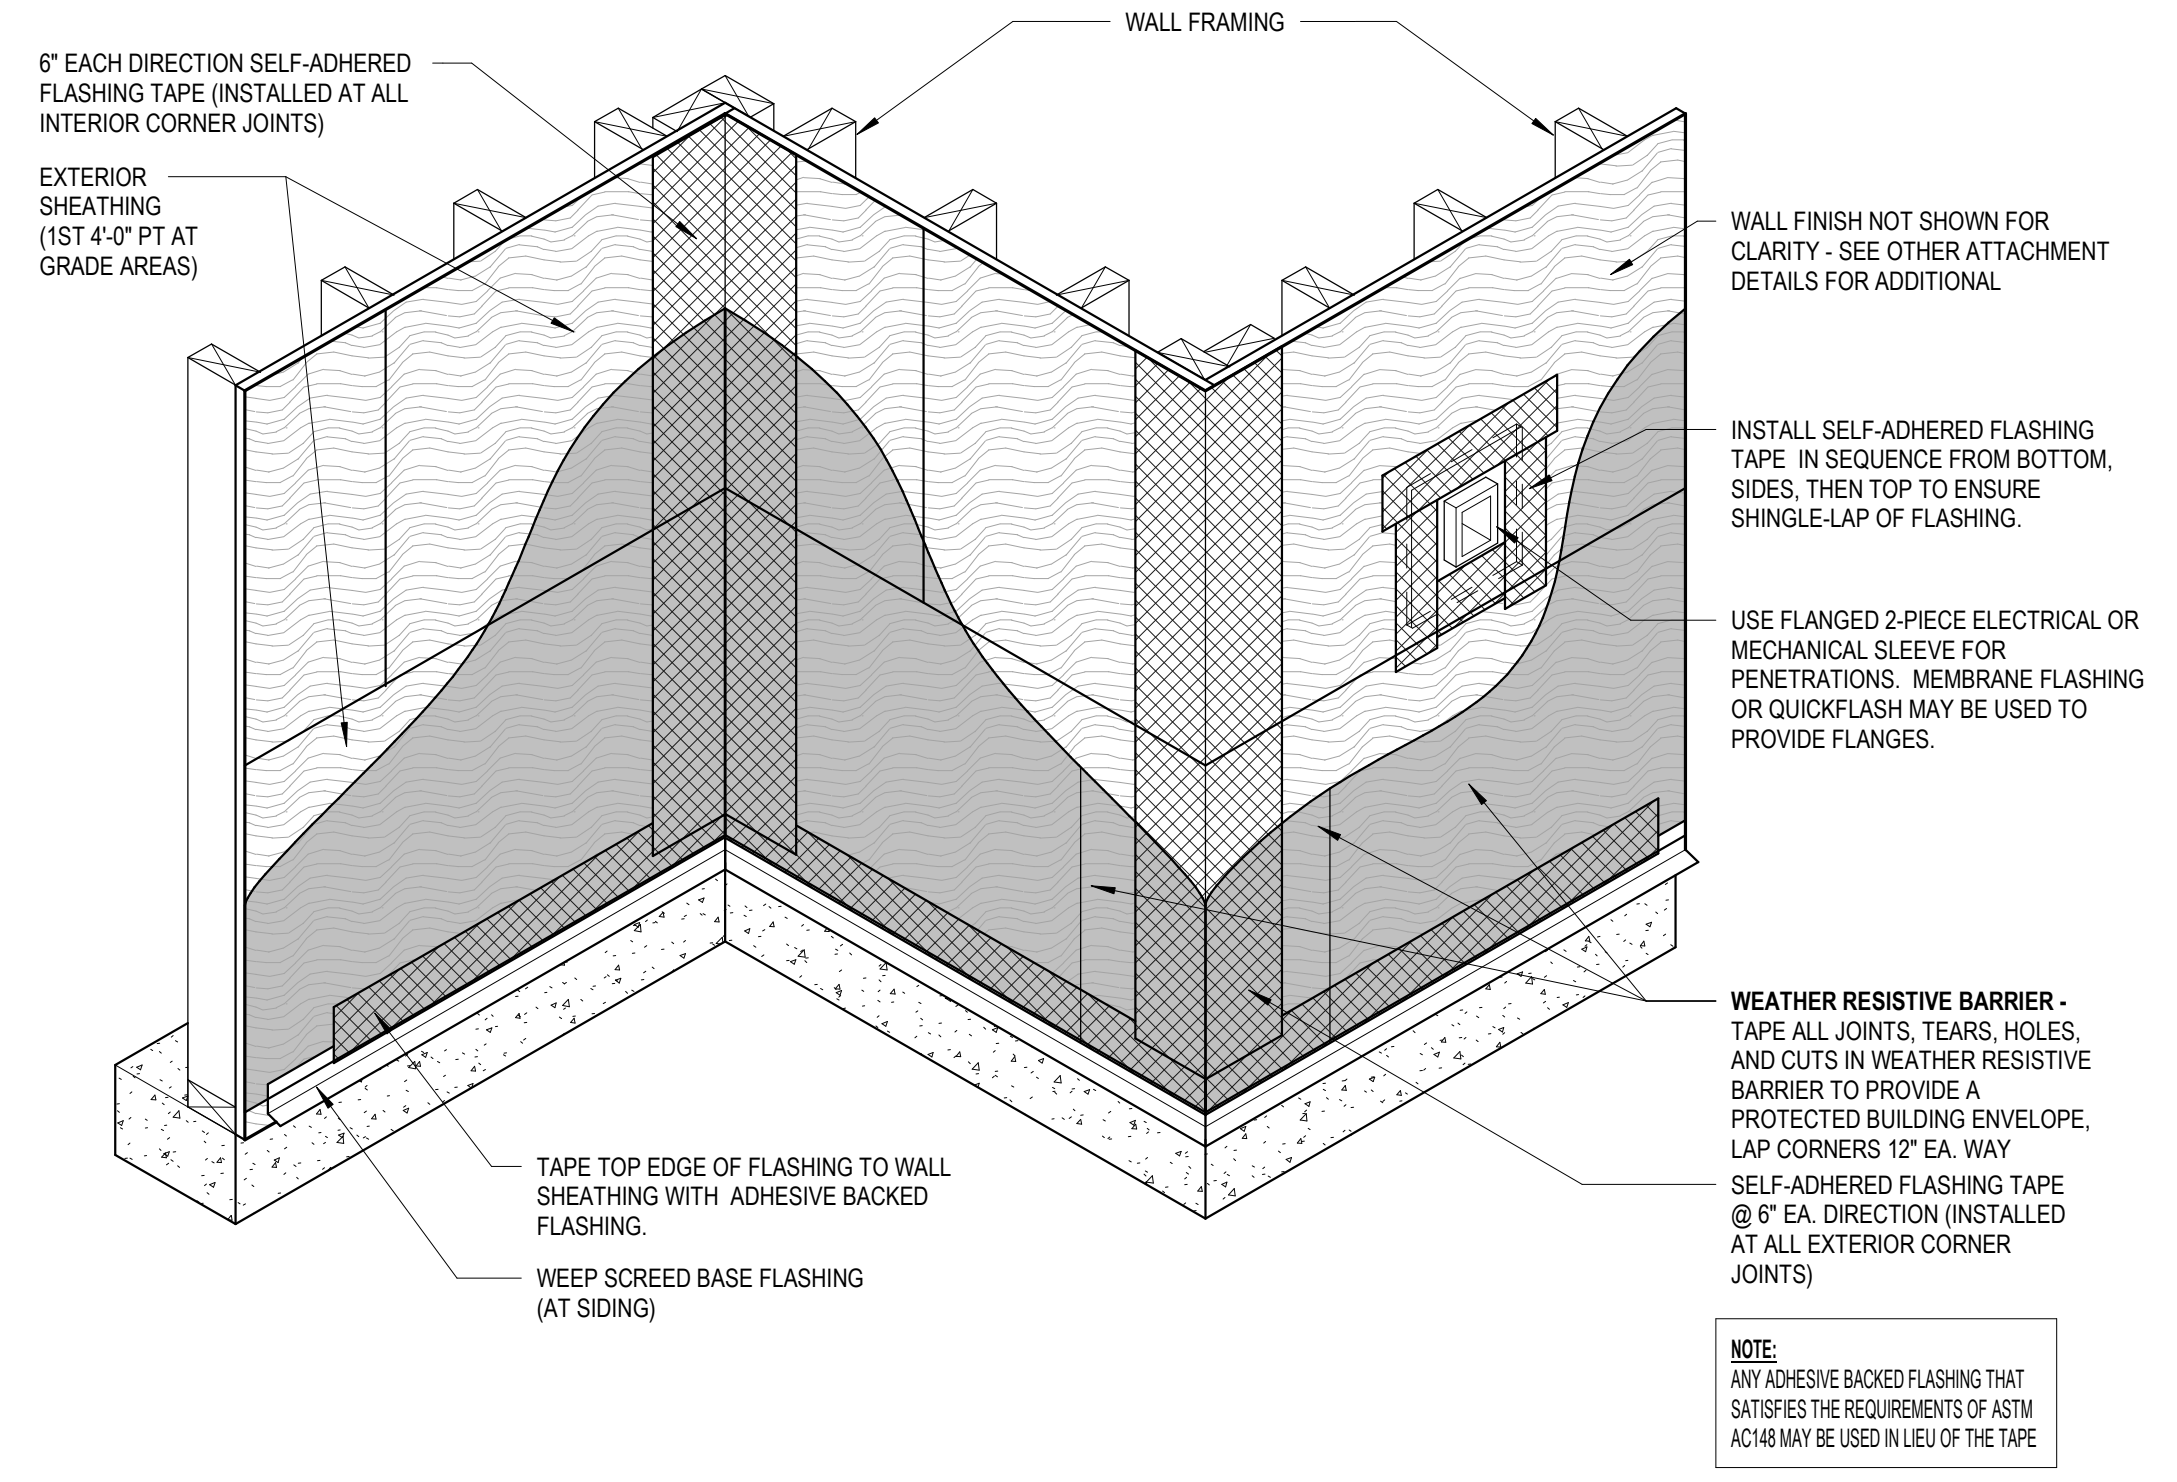 WALL FRAMING
6" EACH DIRECTION SELF-ADHERED
FLASHING TAPE (INSTALLED AT ALL
INTERIOR CORNER JOINTS)
EXTERIOR
SHEATHING
(1ST 4'-0" PT AT
GRADE AREAS)
WALL FINISH NOT SHOWN FOR
CLARITY - SEE OTHER ATTACHMENT
DETAILS FOR ADDITIONAL
INSTALL SELF-ADHERED FLASHING
TAPE IN SEQUENCE FROM BOTTOM,
SIDES, THEN TOP TO ENSURE
SHINGLE-LAP OF FLASHING.
USE FLANGED 2-PIECE ELECTRICAL OR
MECHANICAL SLEEVE FOR
PENETRATIONS. MEMBRANE FLASHING
OR QUICKFLASH MAY BE USED TO
PROVIDE FLANGES.
WEATHER RESISTIVE BARRIER -
TAPE ALL JOINTS, TEARS, HOLES,
AND CUTS IN WEATHER RESISTIVE
BARRIER TO PROVIDE A
PROTECTED BUILDING ENVELOPE,
LAP CORNERS 12" EA. WAY
SELF-ADHERED FLASHING TAPE
@ 6" EA. DIRECTION (INSTALLED
AT ALL EXTERIOR CORNER
JOINTS)
TAPE TOP EDGE OF FLASHING TO WALL
SHEATHING WITH ADHESIVE BACKED
FLASHING.
WEEP SCREED BASE FLASHING
(AT SIDING)
NOTE:
ANY ADHESIVE BACKED FLASHING THAT
SATISFIES THE REQUIREMENTS OF ASTM
AC148 MAY BE USED IN LIEU OF THE TAPE